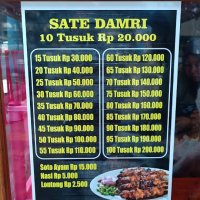 SATE DAMRI
10 Tusuk Rp 20.000
15 Tusuk Rp 30.000
20 Tusuk Rp 40.000
25 Tusuk Rp 50.000
30 Tusuk Rp 60.000
35 Tusuk Rp 70.000
40 Tusuk Rp 80.000
45 Tusuk Rp 90.000
50 Tusuk Rp 100.000
55 Tusuk Rp 110.000
60 Tusuk Rp 120.000
65 Tusuk Rp 130.000
70 Tusuk Rp 140.000
75 Tusuk Rp 150.000
80 Tusuk Rp 160.000
85 Tusuk Rp 170.000
90 Tusuk Rp 180.000
95 Tusuk Rp 190.000
100 Tusuk Rp 200.000
Soto Ayam Rp 15.000
Nasi Rp 5.000
Lontong Rp 2.500